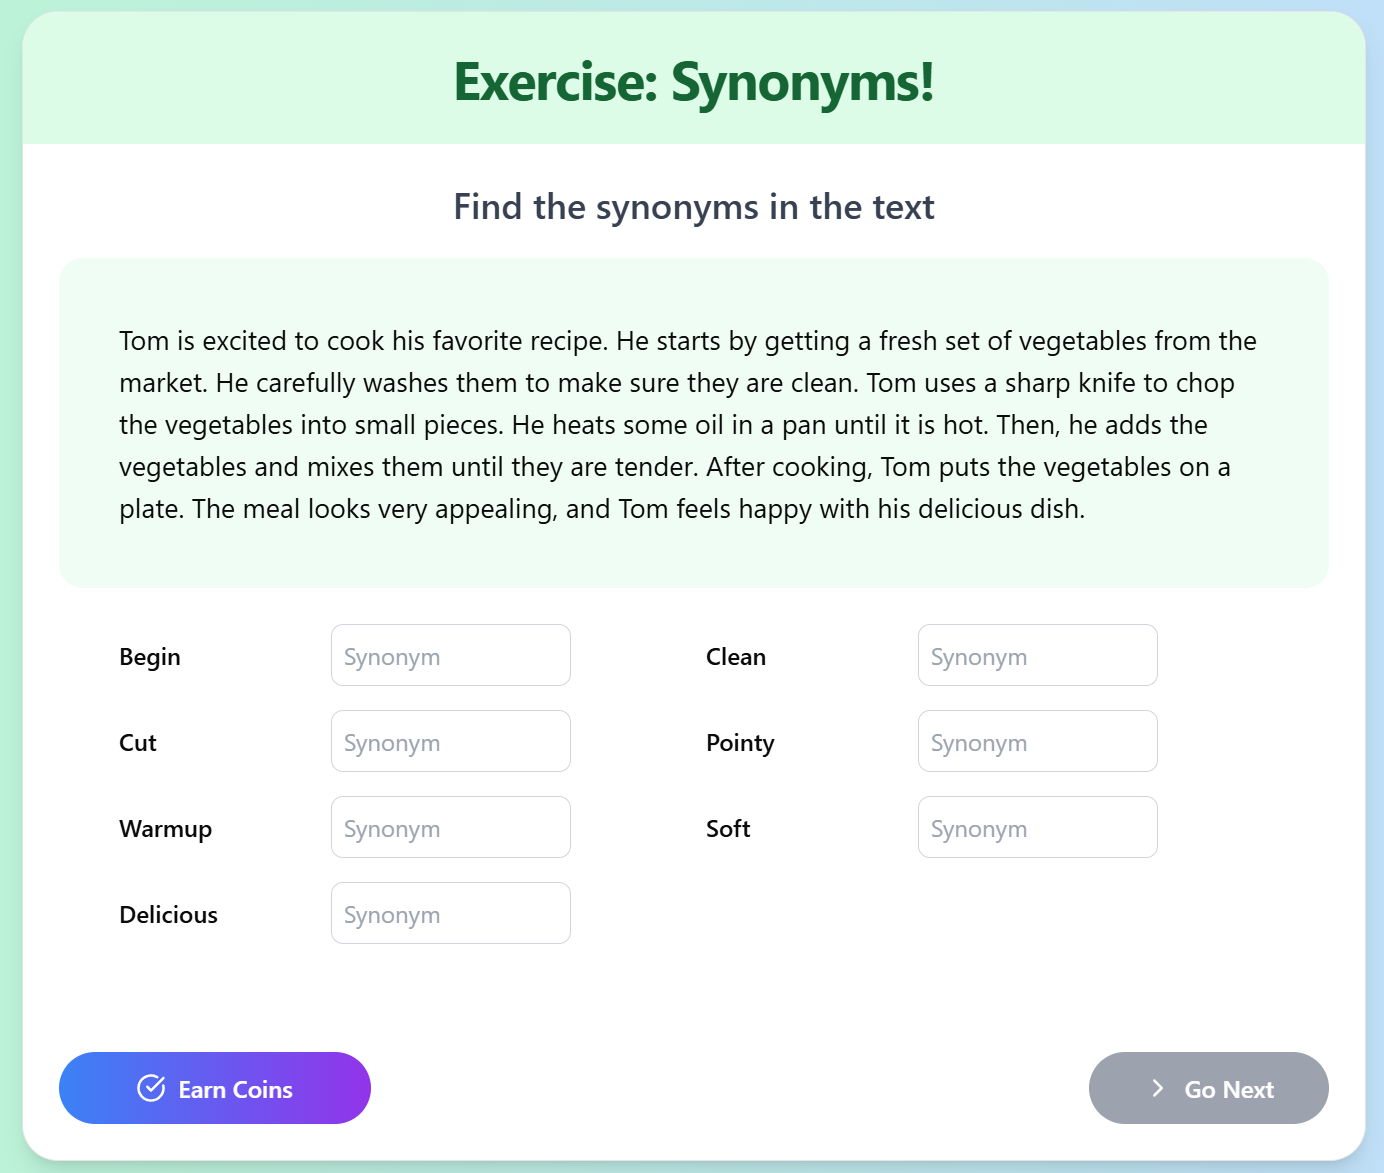 Exercise: Synonyms!
Find the synonyms in the text
Tom is excited to cook his favorite recipe. He starts by getting a fresh set of vegetables from the
market. He carefully washes them to make sure they are clean. Tom uses a sharp knife to chop
the vegetables into small pieces. He heats some oil in a pan until it is hot. Then, he adds the
vegetables and mixes them until they are tender. After cooking, Tom puts the vegetables on a
plate. The meal looks very appealing, and Tom feels happy with his delicious dish.
Begin Synonym Clean Synonym
Cut Synonym Pointy Synonym
Warmup Synonym Soft Synonym
Delicious Synonym
Earn Coins Go Next